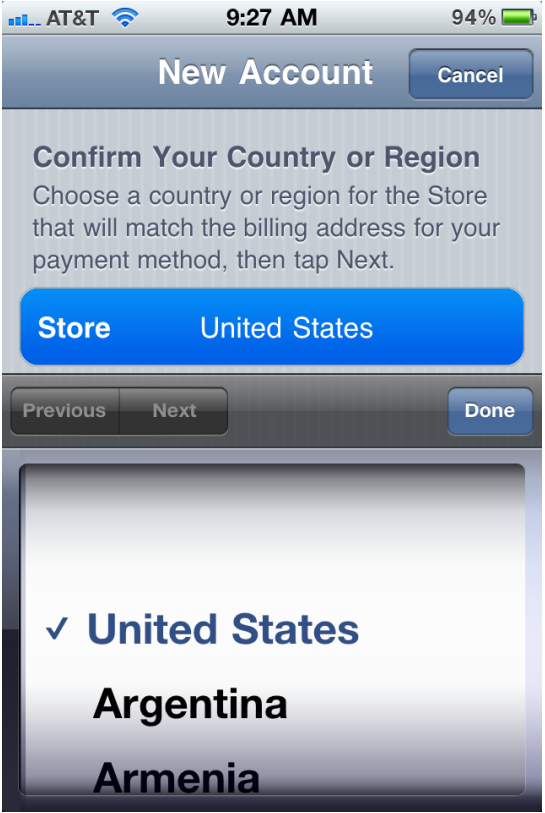 AT&T 9:27 AM 94%
New Account Cancel
Confirm Your Country or Region
Choose a country or region for the Store
that will match the billing address for your
payment method, then tap Next.
Store United States
Previous Next Done
✓ United States
Argentina
Armenia